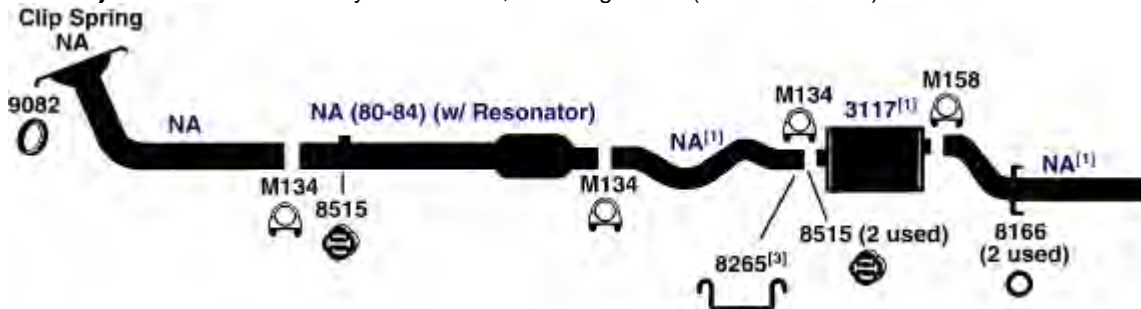 Clip Spring
NA
9082
NA
NA (80-84) (w/ Resonator)
M134
8515
M134
NA[1]
M134
3117[1]
M158
8265[3]
8515 (2 used)
NA[1]
8166
(2 used)